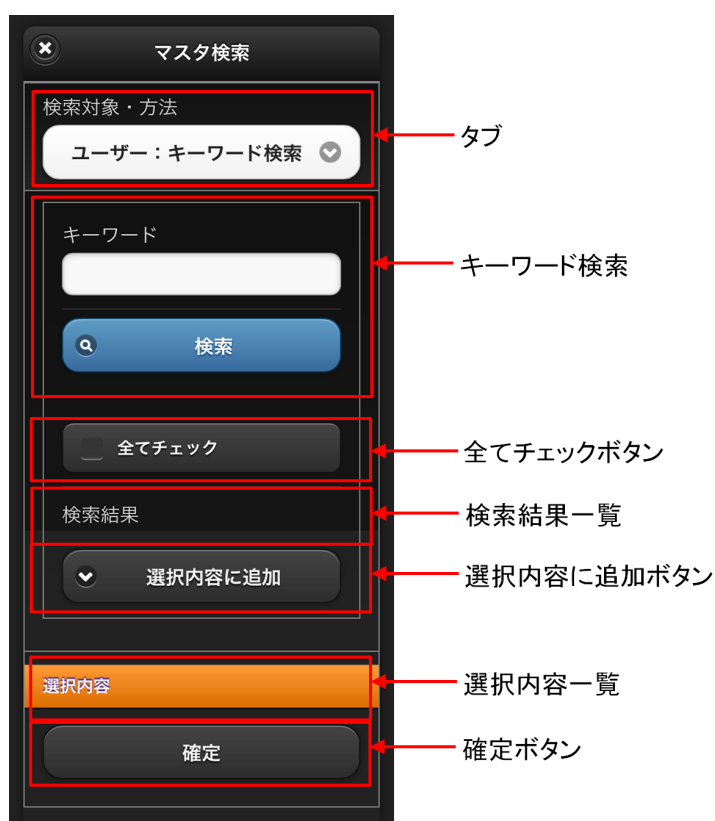 マスタ検索
検索対象・方法
タブ
ユーザー：キーワード検索
キーワード
キーワード検索
検索
全てチェック
全てチェックボタン
検索結果
検索結果一覧
選択内容に追加
選択内容に追加ボタン
選択内容
選択内容一覧
確定
確定ボタン